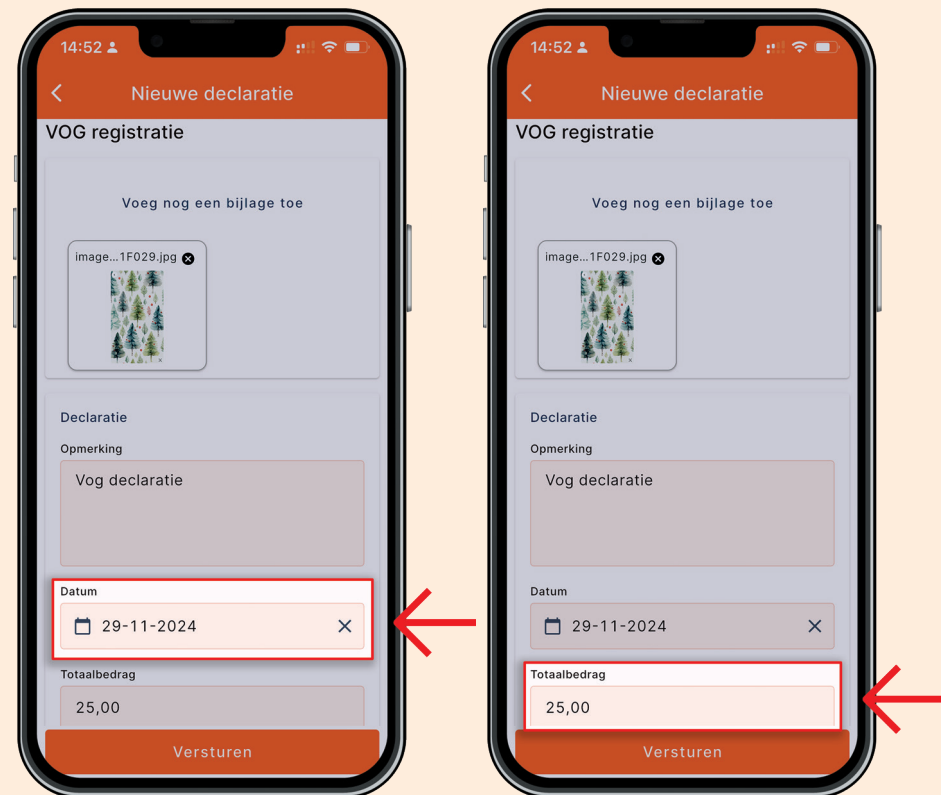 14:52
Nieuwe declaratie
VOG registratie
Voeg nog een bijlage toe
image...1F029.jpg
Declaratie
Opmerking
Vog declaratie
Datum
29-11-2024
Totaalbedrag
25,00
Versturen
14:52
Nieuwe declaratie
VOG registratie
Voeg nog een bijlage toe
image...1F029.jpg
Declaratie
Opmerking
Vog declaratie
Datum
29-11-2024
Totaalbedrag
25,00
Versturen